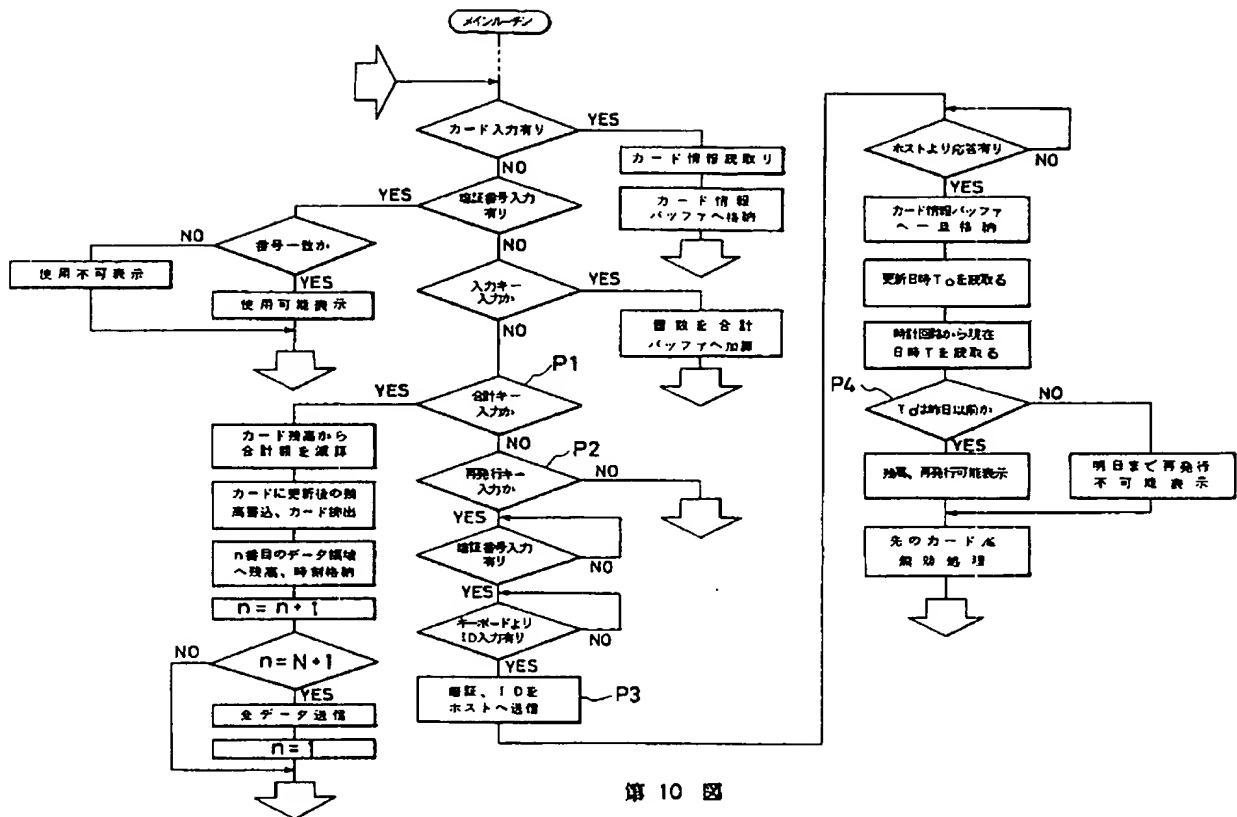 メインルーチン
カード入力有り
YES
NO
カード情報読取り
カード情報
バッファへ格納
暗証番号入力
有り
YES
NO
番号一致か
NO
YES
使用不可表示
使用可能表示
入力キー
入力か
YES
NO
置数を合計
バッファへ加算
P1
合計キー
入力か
YES
NO
カード残高から
合計額を減算
カードに更新後の残
高書込、カード排出
n番目のデータ領域
へ残高、時刻格納
n=n+1
n=N+1
NO
YES
全データ送信
n=1
P2
再発行キー
入力か
NO
YES
暗証番号入力
有り
NO
YES
キーボードより
ID入力有り
NO
YES
暗証、IDを
ホストへ送信
P3
ホストより応答有り
NO
YES
カード情報バッファ
へ一旦格納
更新日時Toを読取る
時計回路から現在
日時Tを読取る
P4
Toは昨日以前か
NO
YES
残高、再発行可能表示
明日まで再発行
不可能表示
先のカード
無効処理
第 10 図